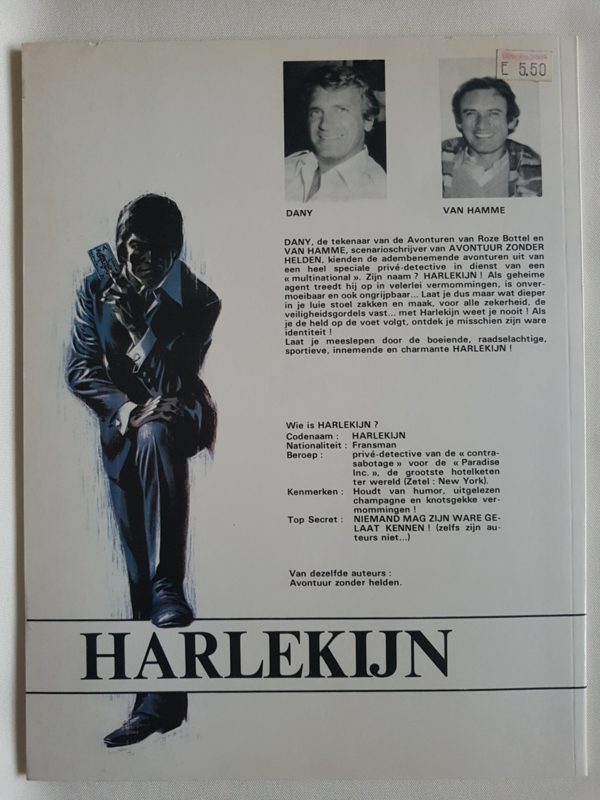 £ 5.50
DANY
VAN HAMME
DANY, de tekenaar van de Avonturen van Roze Bottel en
VAN HAMME, scenarioschrijver van AVONTUUR ZONDER
HELDEN, kienden de adembenemende avonturen uit van
een heel speciale privé-detective in dienst van een
« multinational ». Zijn naam ? HARLEKIJN ! Als geheime
agent treedt hij op in velerlei vermommingen, is onver-
moeibaar en ook ongrijpbaar... Laat je dus maar wat dieper
in je luie stoel zakken en maak, voor alle zekerheid, de
veiligheidsgordels vast... met Harlekijn weet je nooit ! Als
je de held op de voet volgt, ontdek je misschien zijn ware
identiteit !
Laat je meeslepen door de boeiende, raadselachtige,
sportieve, innemende en charmante HARLEKIJN !
Wie is HARLEKIJN ?
Codenaam : HARLEKIJN
Nationaliteit : Fransman
Beroep : privé-detective van de « contra-
sabotage » voor de « Paradise
Inc. », de grootste hotelketen
ter wereld (Zetel : New York).
Kenmerken : Houdt van humor, uitgelezen
champagne en knotsgekke ver-
mommingen !
Top Secret : NIEMAND MAG ZIJN WARE GE-
LAAT KENNEN ! (zelfs zijn au-
teurs niet...)
Van dezelfde auteurs :
Avontuur zonder helden.
HARLEKIJN